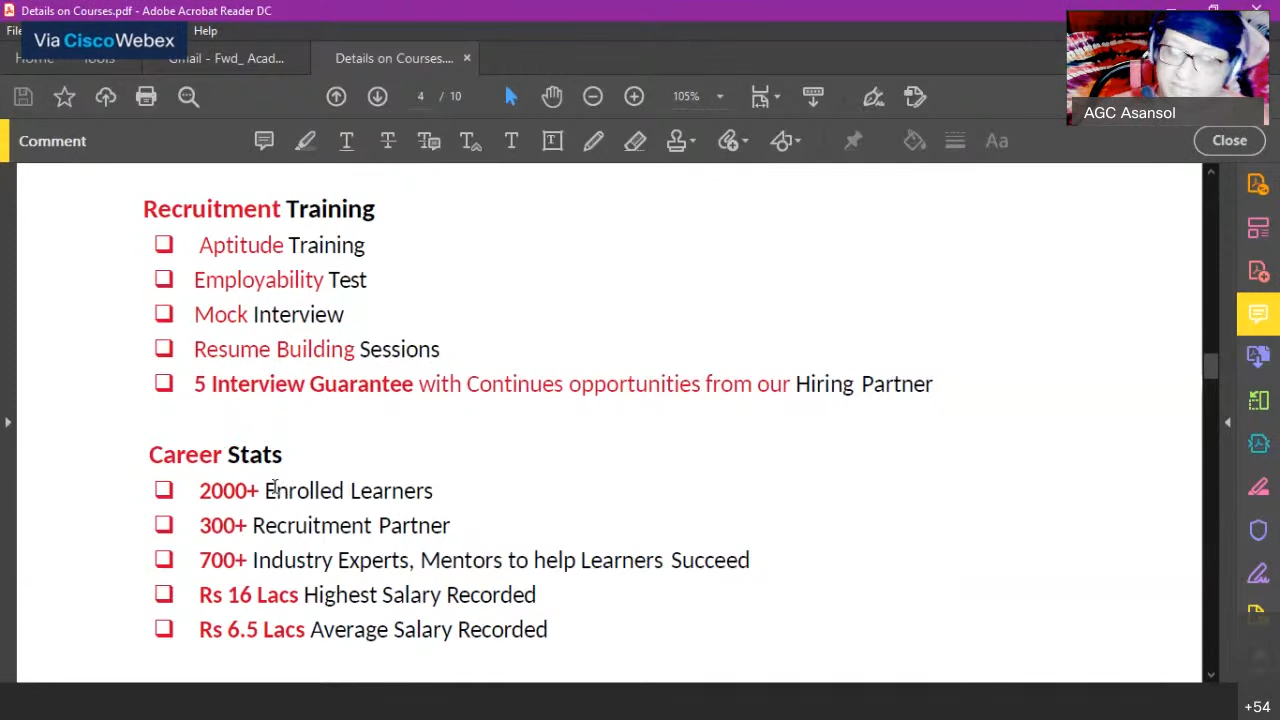 Details on Courses.pdf - Adobe Acrobat Reader DC
Via CiscoWebex
Help
Home Tools Gmail - Fwd_ Acad... Details on Courses....
4 / 10 105%
AGC Asansol
Comment
Close
Recruitment Training
Aptitude Training
Employability Test
Mock Interview
Resume Building Sessions
5 Interview Guarantee with Continues opportunities from our Hiring Partner
Career Stats
2000+ Enrolled Learners
300+ Recruitment Partner
700+ Industry Experts, Mentors to help Learners Succeed
Rs 16 Lacs Highest Salary Recorded
Rs 6.5 Lacs Average Salary Recorded
+54